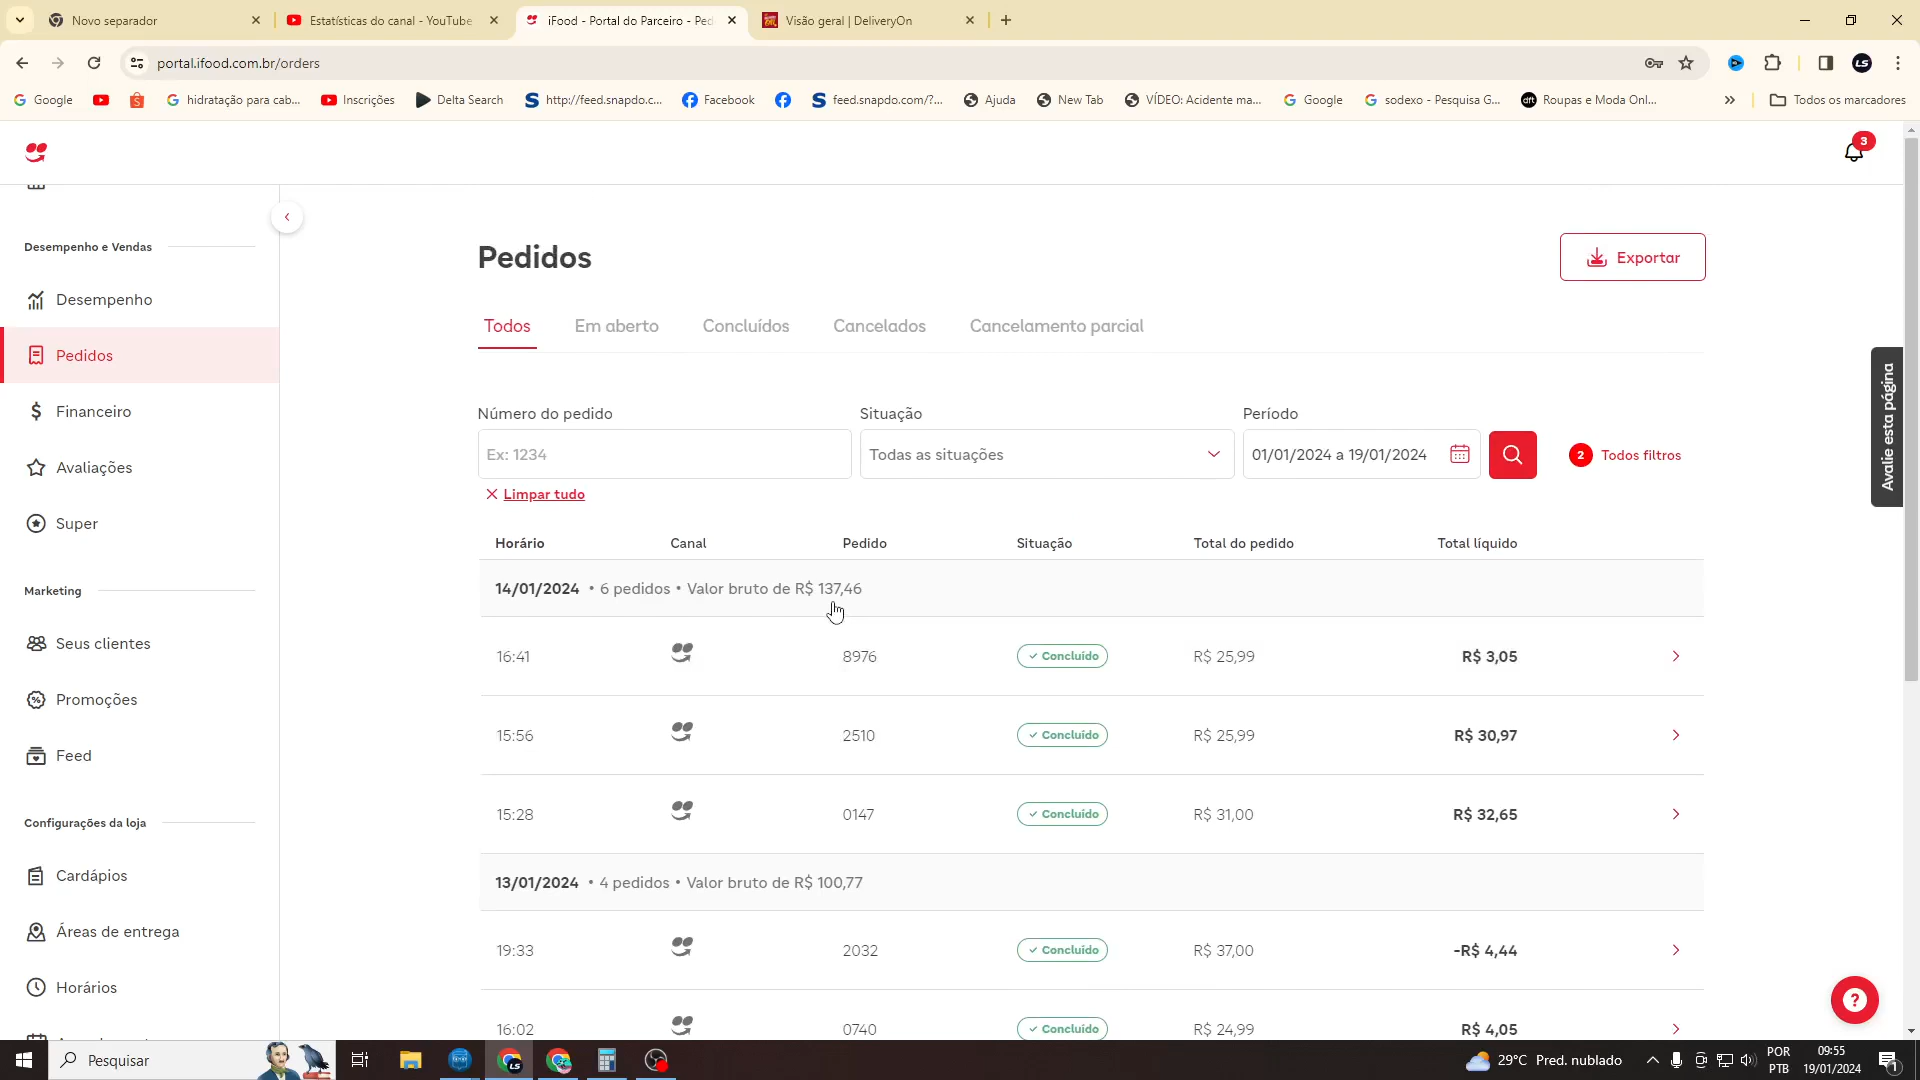 Novo separador
Estatísticas do canal - YouTube
iFood - Portal do Parceiro - Ped
Visão geral | DeliveryOn
portal.ifood.com.br/orders
LS
Google
hidratação para cab...
Inscrições
Delta Search
http://feed.snapdo.c...
Facebook
feed.snapdo.com/?...
Ajuda
New Tab
VÍDEO: Acidente ma...
Google
sodexo - Pesquisa G...
dft
Roupas e Moda Onl...
Todos os marcadores
3
Desempenho e Vendas
Desempenho
Pedidos
Financeiro
Avaliações
Super
Marketing
Seus clientes
Promoções
Feed
Configurações da loja
Cardápios
Áreas de entrega
Horários
Pedidos
Exportar
Todos
Em aberto
Concluídos
Cancelados
Cancelamento parcial
Número do pedido
Situação
Período
Ex: 1234
Todas as situações
01/01/2024 a 19/01/2024
2
Todos filtros
Limpar tudo
Horário
Canal
Pedido
Situação
Total do pedido
Total líquido
14/01/2024 • 6 pedidos • Valor bruto de R$ 137,46
16:41 8976 Concluído R$ 25,99 R$ 3,05
15:56 2510 Concluído R$ 25,99 R$ 30,97
15:28 0147 Concluído R$ 31,00 R$ 32,65
13/01/2024 • 4 pedidos • Valor bruto de R$ 100,77
19:33 2032 Concluído R$ 37,00 -R$ 4,44
16:02 0740 Concluído R$ 24,99 R$ 4,05
Avalie esta página
?
Pesquisar
LS
29°C Pred. nublado
POR
PTB
09:55
19/01/2024
1